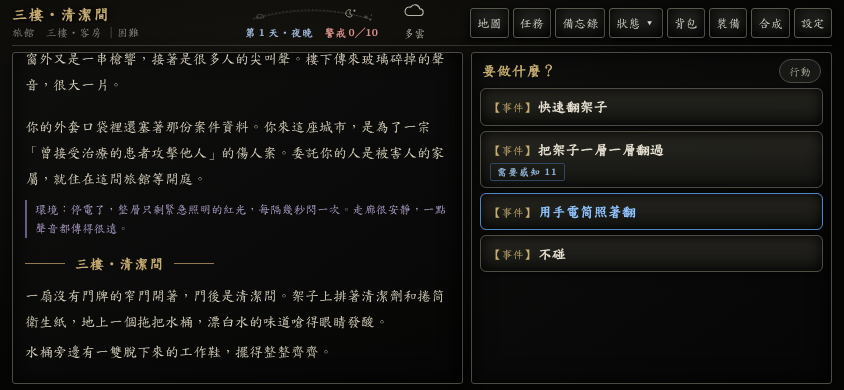 三樓・清潔間
旅館 三樓・客房 │困難
第 1 天・夜晚 警戒 0／10
多雲
地圖
任務
備忘錄
狀態 ▼
背包
裝備
合成
設定
窗外又是一串槍響，接著是很多人的尖叫聲。樓下傳來玻璃碎掉的聲
音，很大一片。
你的外套口袋裡還塞著那份案件資料。你來這座城市，是為了一宗
「曾接受治療的患者攻擊他人」的傷人案。委託你的人是被害人的家
屬，就住在這間旅館等開庭。
環境：停電了，整層只剩緊急照明的紅光，每隔幾秒閃一次。走廊很安靜，一點
聲音都傳得很遠。
三樓・清潔間
一扇沒有門牌的窄門開著，門後是清潔間。架子上排著清潔劑和捲筒
衛生紙，地上一個拖把水桶，漂白水的味道嗆得眼睛發酸。
水桶旁邊有一雙脫下來的工作鞋，擺得整整齊齊。
要做什麼？
行動
【事件】快速翻架子
【事件】把架子一層一層翻過
需要感知 11
【事件】用手電筒照著翻
【事件】不碰